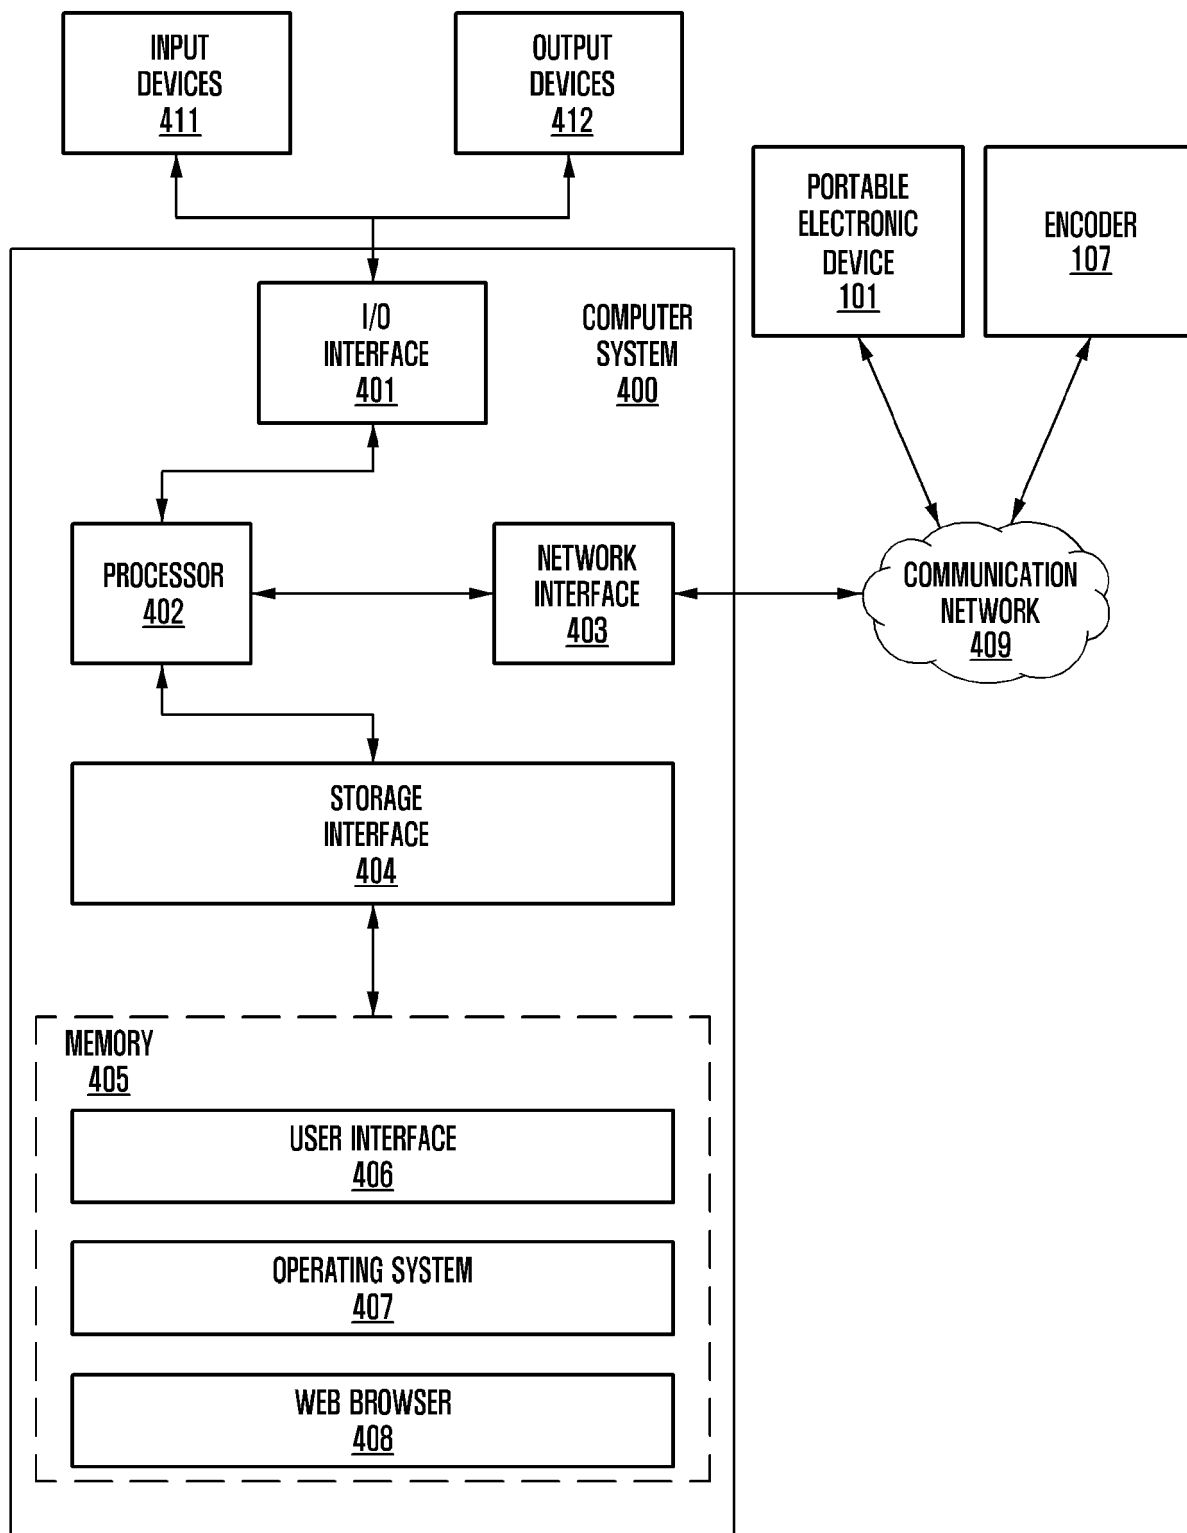 INPUT
DEVICES
411
OUTPUT
DEVICES
412
PORTABLE
ELECTRONIC
DEVICE
101
ENCODER
107
I/O
INTERFACE
401
COMPUTER
SYSTEM
400
PROCESSOR
402
NETWORK
INTERFACE
403
COMMUNICATION
NETWORK
409
STORAGE
INTERFACE
404
MEMORY
405
USER INTERFACE
406
OPERATING SYSTEM
407
WEB BROWSER
408